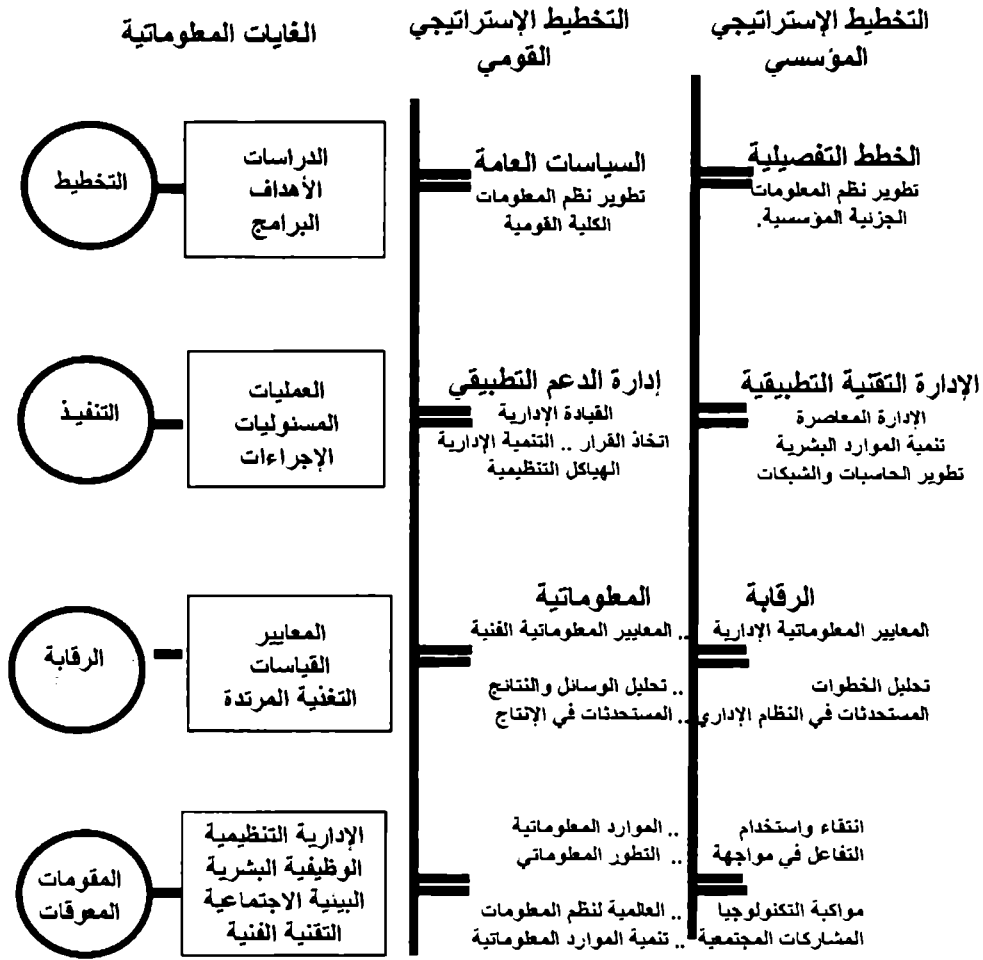 التخطيط الإستراتيجي
المؤسسي
التخطيط الإستراتيجي
القومي
الغايات المعلوماتية
الخطط التفصيلية
تطوير نظم المعلومات
الجزئية المؤسسية.
السياسات العامة
تطوير نظم المعلومات
الكلية القومية
الدراسات
الأهداف
البرامج
التخطيط
الإدارة التقنية التطبيقية
الإدارة المعاصرة
تنمية الموارد البشرية
تطوير الحاسبات والشبكات
إدارة الدعم التطبيقي
القيادة الإدارية
اتخاذ القرار .. التنمية الإدارية
الهياكل التنظيمية
العمليات
المسئوليات
الإجراءات
التنفيذ
الرقابة المعلوماتية
المعايير المعلوماتية الإدارية .. المعايير المعلوماتية الفنية
تحليل الخطوات .. تحليل الوسائل والنتائج
المستحدثات في النظام الإداري .. المستحدثات في الإنتاج
المعايير
القياسات
التغذية المرتدة
الرقابة
انتقاء واستخدام .. الموارد المعلوماتية
التفاعل في مواجهة .. التطور المعلوماتي
مواكبة التكنولوجيا .. العالمية لنظم المعلومات
المشاركات المجتمعية .. تنمية الموارد المعلوماتية
الإدارية التنظيمية
الوظيفية البشرية
البيئية الاجتماعية
التقنية الفنية
المقومات
المعوقات